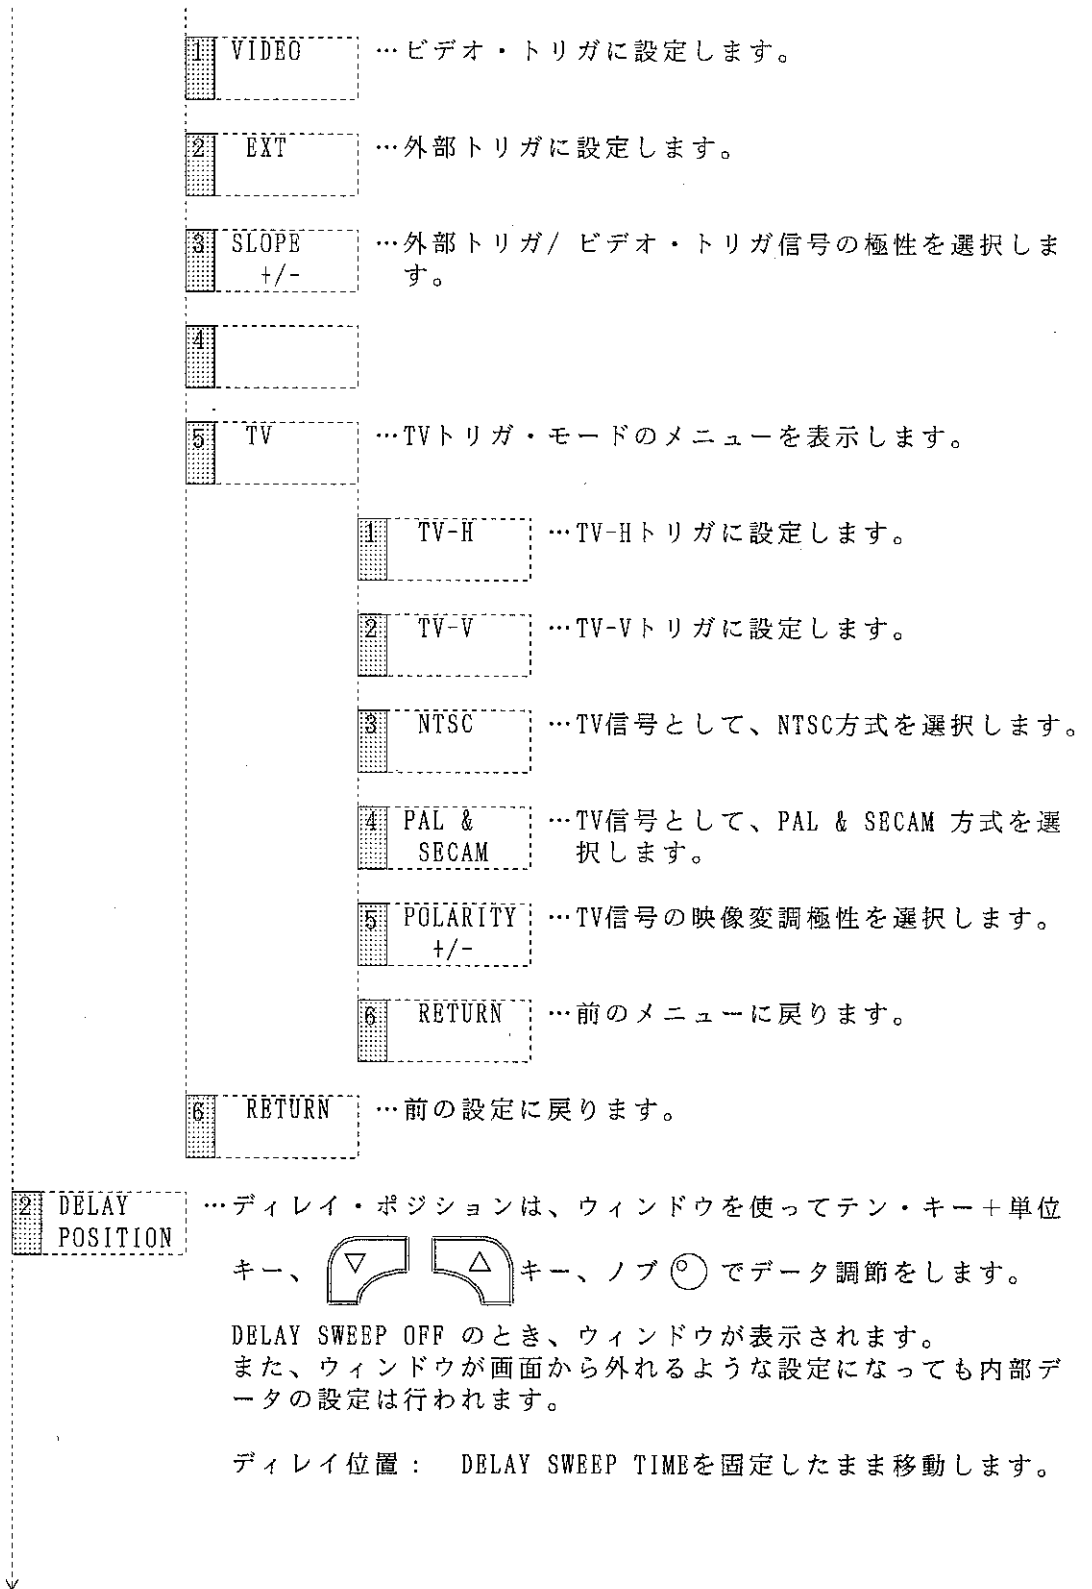 1 VIDEO …ビデオ・トリガに設定します。
2 EXT …外部トリガに設定します。
3 SLOPE …外部トリガ/ ビデオ・トリガ信号の極性を選択しま
+/- す。
4
5 TV …TVトリガ・モードのメニューを表示します。
1 TV-H …TV-Hトリガに設定します。
2 TV-V …TV-Vトリガに設定します。
3 NTSC …TV信号として、NTSC方式を選択します。
4 PAL & …TV信号として、PAL & SECAM 方式を選
SECAM 択します。
5 POLARITY …TV信号の映像変調極性を選択します。
+/-
6 RETURN …前のメニューに戻ります。
6 RETURN …前の設定に戻ります。
2 DELAY …ディレイ・ポジションは、ウィンドウを使ってテン・キー＋単位
POSITION
キー、 ▽ △ キー、ノブ でデータ調節をします。
DELAY SWEEP OFF のとき、ウィンドウが表示されます。
また、ウィンドウが画面から外れるような設定になっても内部デ
ータの設定は行われます。
ディレイ位置： DELAY SWEEP TIMEを固定したまま移動します。